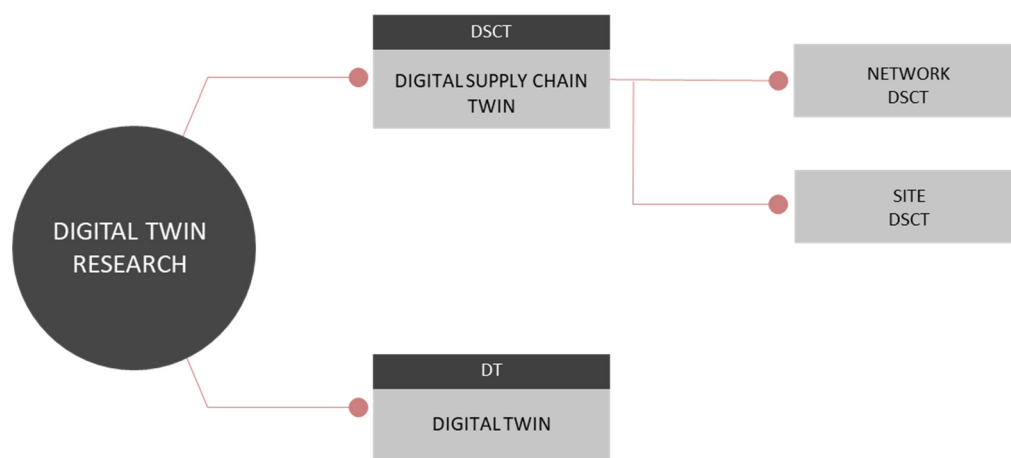 DIGITAL TWIN
RESEARCH
DSCT
DIGITAL SUPPLY CHAIN
TWIN
NETWORK
DSCT
SITE
DSCT
DT
DIGITAL TWIN